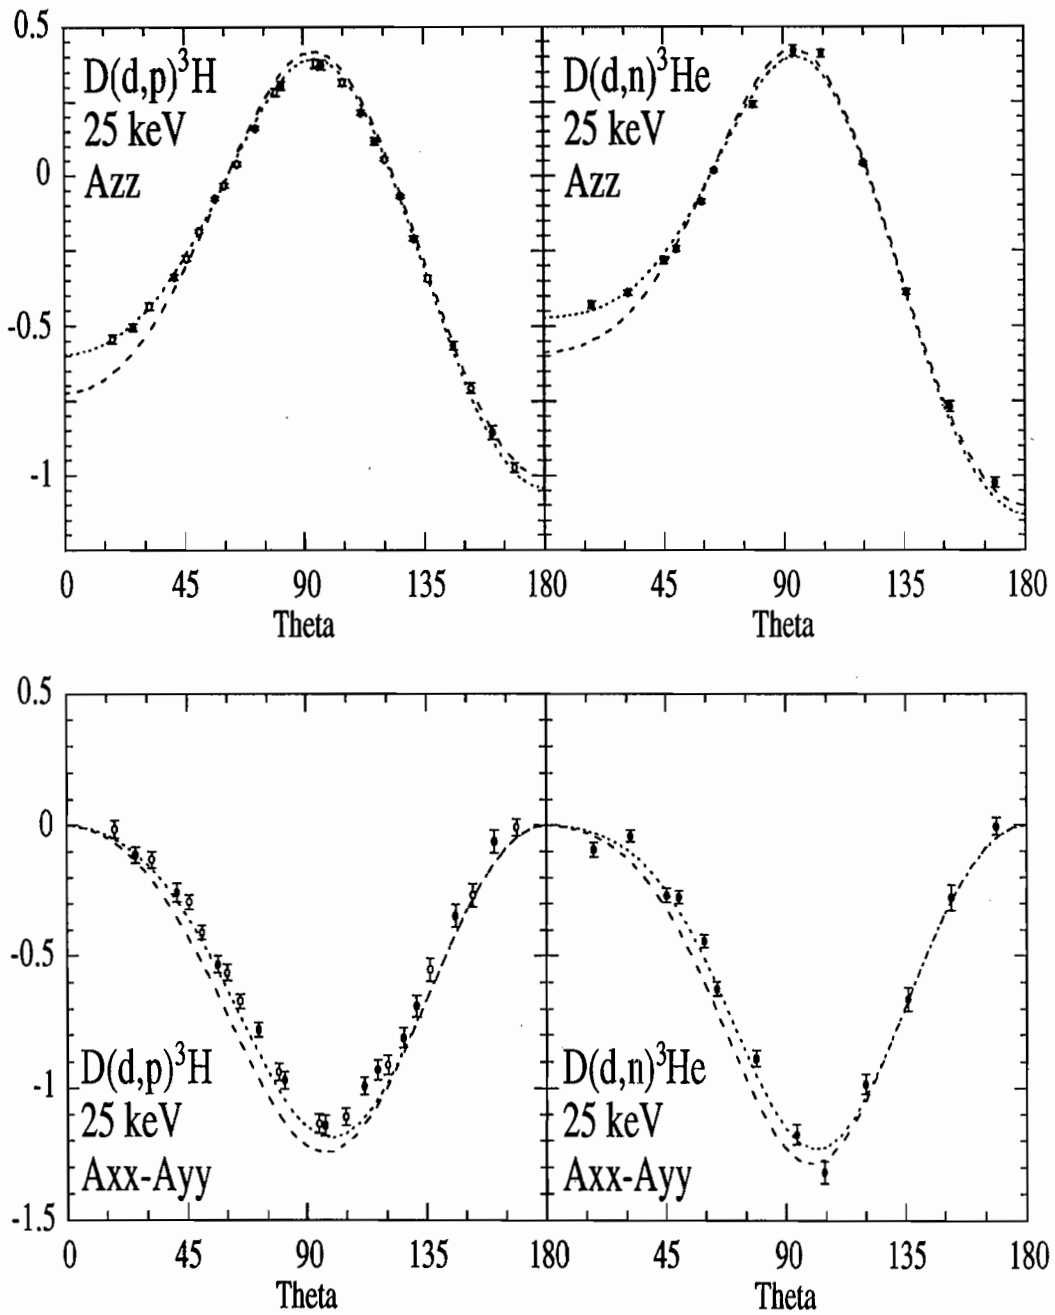 0.5
D(d,p)³H
25 keV
Azz
D(d,n)³He
25 keV
Azz
0
-0.5
-1
0 45 90 135 180 45 90 135 180
Theta Theta
0.5
0
-0.5
-1
-1.5
D(d,p)³H
25 keV
Axx-Ayy
D(d,n)³He
25 keV
Axx-Ayy
0 45 90 135 180 45 90 135 180
Theta Theta